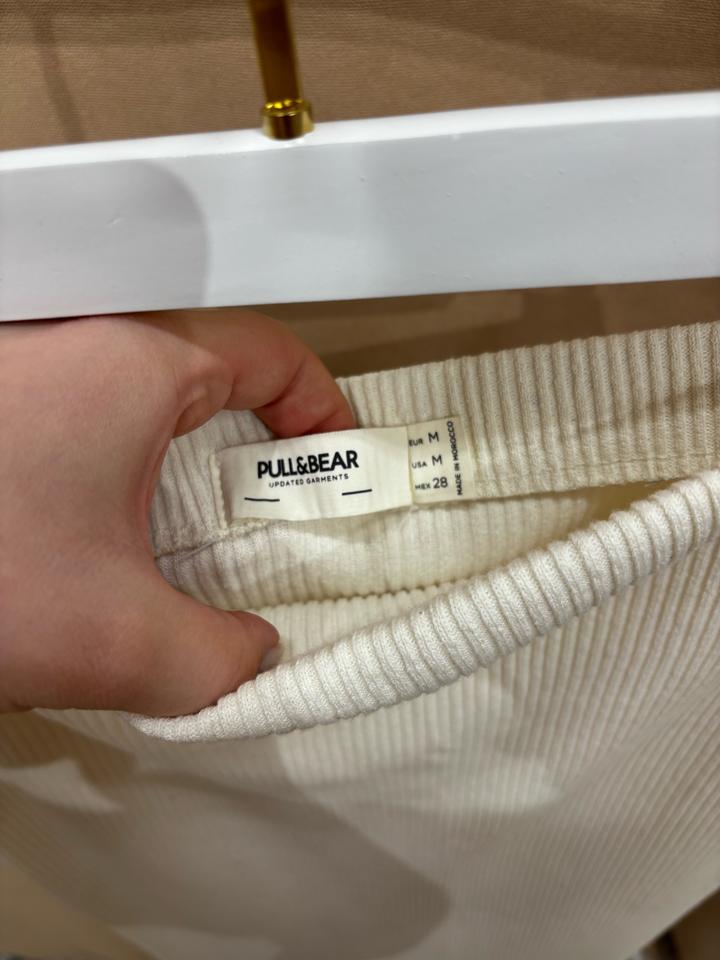 PULL&BEAR
UPDATED GARMENTS
EUR M
USA M
MEX 28
MADE IN MOROCCO